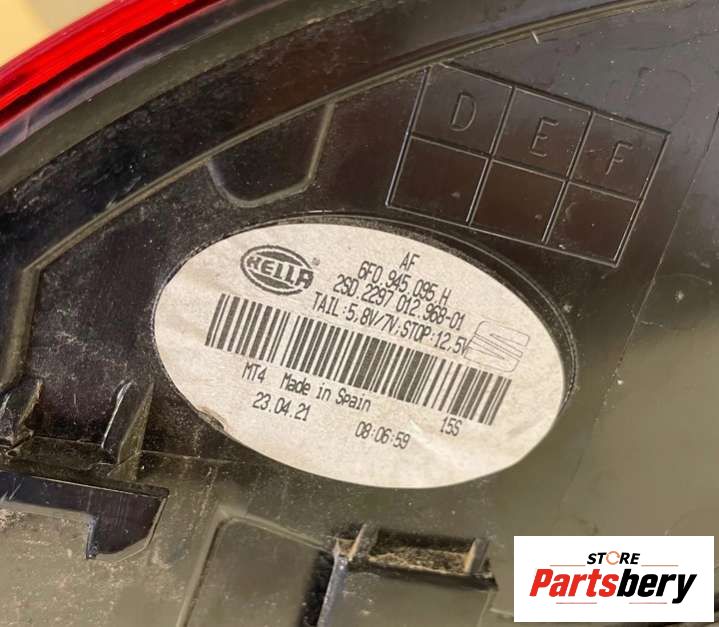 D E F
AF
HELLA ®
6F0 945 095 H
2SD.2297 012.968-01
TAIL:5.8V/7V.STOP:12.5V
MT4 Made in Spain 15S
23.04.21 08:06:59
STORE
Partsbery